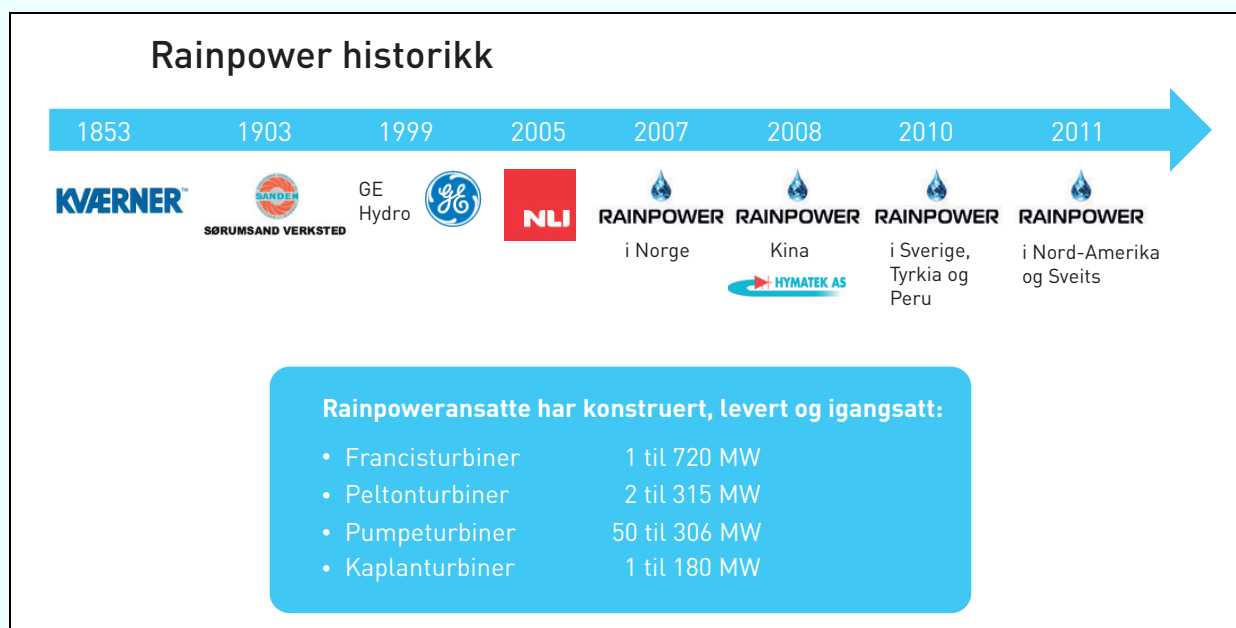 Rainpower historikk
1853 1903 1999 2005 2007 2008 2010 2011
KVÆRNER™
SANDEN
SØRUMSAND VERKSTED
GE
Hydro
GE
NLI
RAINPOWER
i Norge
RAINPOWER
Kina
HYMATEK AS
RAINPOWER
i Sverige,
Tyrkia og
Peru
RAINPOWER
i Nord-Amerika
og Sveits
Rainpoweransatte har konstruert, levert og igangsatt:
• Francisturbiner 1 til 720 MW
• Peltonturbiner 2 til 315 MW
• Pumpeturbiner 50 til 306 MW
• Kaplanturbiner 1 til 180 MW